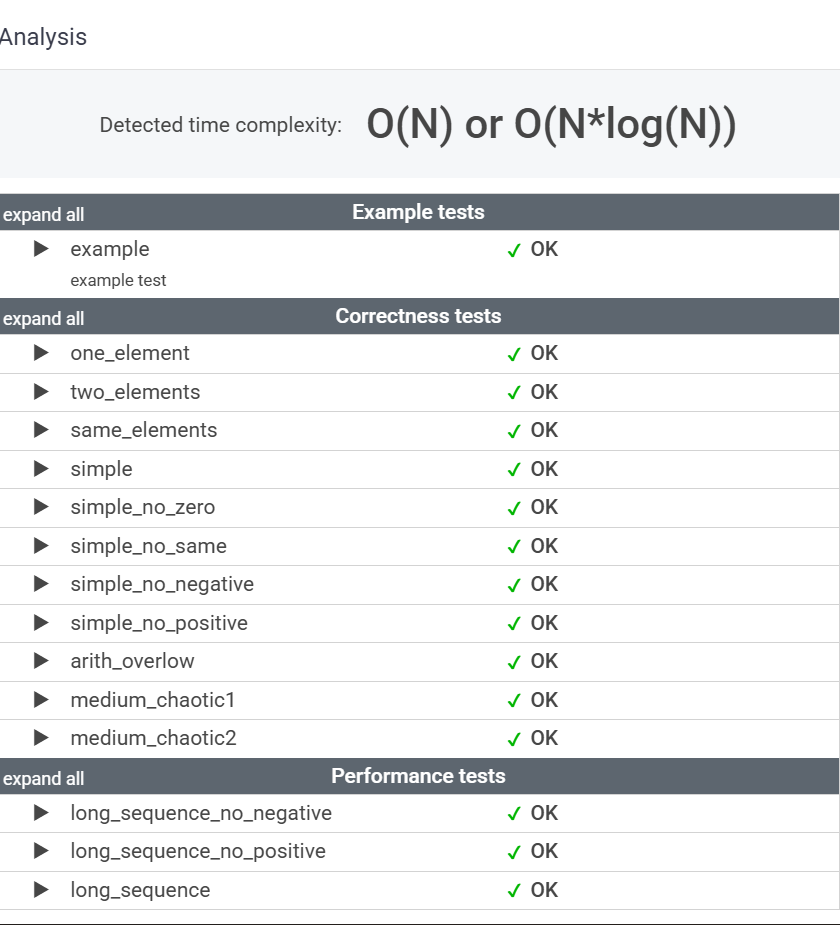 Analysis
Detected time complexity: O(N) or O(N*log(N))
expand all Example tests
▶ example ✓ OK
example test
expand all Correctness tests
▶ one_element ✓ OK
▶ two_elements ✓ OK
▶ same_elements ✓ OK
▶ simple ✓ OK
▶ simple_no_zero ✓ OK
▶ simple_no_same ✓ OK
▶ simple_no_negative ✓ OK
▶ simple_no_positive ✓ OK
▶ arith_overlow ✓ OK
▶ medium_chaotic1 ✓ OK
▶ medium_chaotic2 ✓ OK
expand all Performance tests
▶ long_sequence_no_negative ✓ OK
▶ long_sequence_no_positive ✓ OK
▶ long_sequence ✓ OK